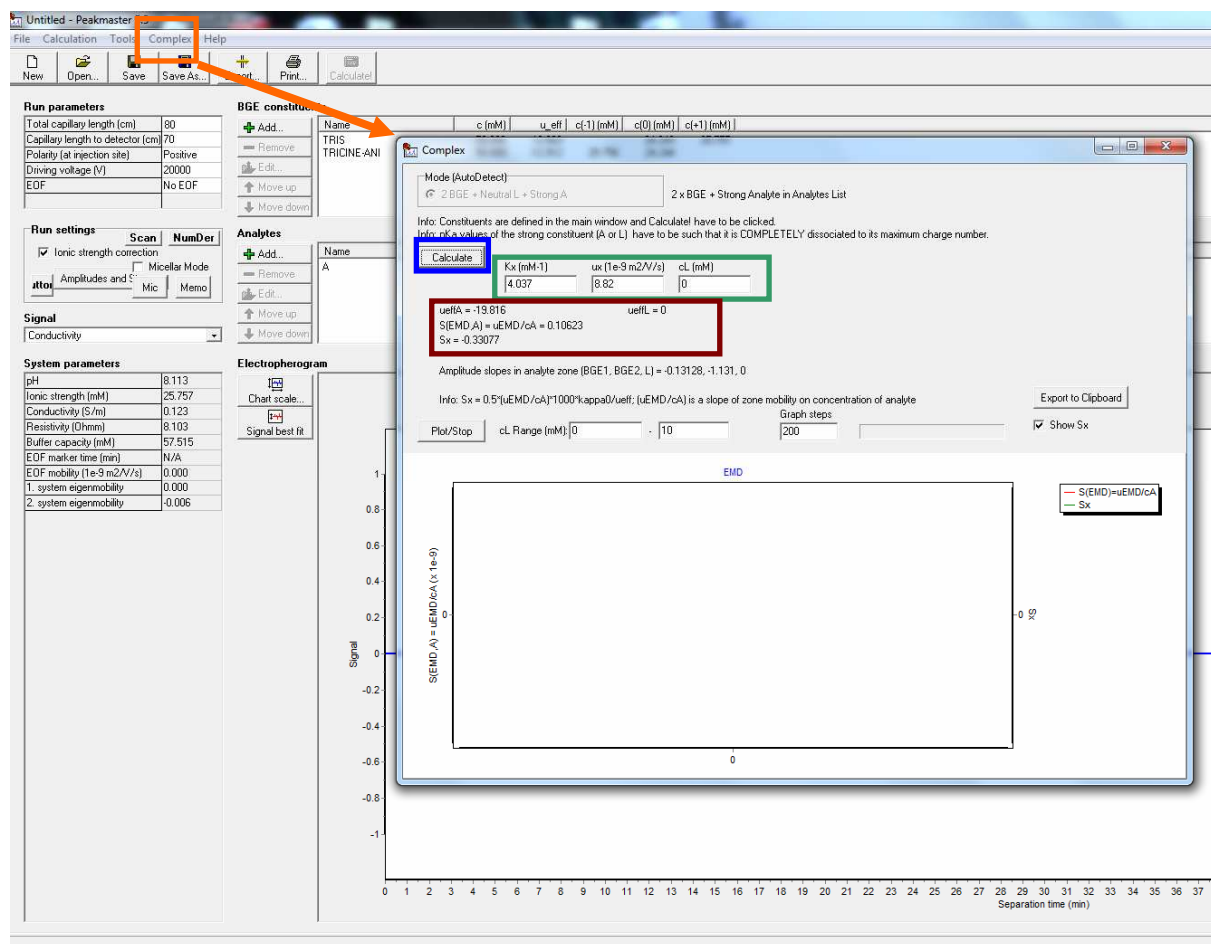 Untitled - Peakmaster
File Calculation Tools Complex Help
New Open... Save Save As... Print... Calculate!
Run parameters
Total capillary length (cm) 80
Capillary length to detector (cm) 70
Polarity (at injection site) Positive
Driving voltage (V) 20000
EOF No EOF
Run settings
Scan NumDer
Ionic strength correction
Micellar Mode
Amplitudes and
Mic Memo
Signal
Conductivity
System parameters
pH 8.113
Ionic strength (mM) 25.757
Conductivity (S/m) 0.123
Resistivity (Ohmm) 8.103
Buffer capacity (mM) 57.515
EOF marker time (min) N/A
EOF mobility (1e-9 m2/V/s) 0.000
1. system eigenmobility 0.000
2. system eigenmobility -0.006
BGE
Add...
Remove
Edit...
Move up
Move down
Name c (mM) u_eff c(-1) (mM) c(0) (mM) c(+1) (mM)
TRIS
TRICINE-ANI
Analytes
Add...
Remove
Edit...
Move up
Move down
Name
A
Electropherogram
Chart scale...
Signal best fit
Complex
Mode (AutoDetect)
2 BGE + Neutral L + Strong A
2 x BGE + Strong Analyte in Analytes List
Info: Constituents are defined in the main window and Calculate! have to be clicked.
Info: pKa values of the strong constituent (A or L) have to be such that it is COMPLETELY dissociated to its maximum charge number.
Calculate
Kx (mM-1) ux (1e-9 m2/V/s) cL (mM)
4.037 8.82 0
ueffA = -19.816 ueffL = 0
S(EMD,A) = uEMD/cA = 0.10623
Sx = -0.33077
Amplitude slopes in analyte zone (BGE1, BGE2, L) = -0.13128, -1.131, 0
Info: Sx = 0.5*(uEMD/cA)*1000*kappa0/ueff; (uEMD/cA) is a slope of zone mobility on concentration of analyte
Export to Clipboard
Graph steps
Plot/Stop cL Range (mM): 0 - 10 200
Show Sx
EMD
S(EMD)=uEMD/cA
Sx
S(EMD,A) = uEMD/cA (x 1e-9)
0
0
Sx
0
Signal
1
0.8
0.6
0.4
0.2
0
-0.2
-0.4
-0.6
-0.8
-1
0 1 2 3 4 5 6 7 8 9 10 11 12 13 14 15 16 17 18 19 20 21 22 23 24 25 26 27 28 29 30 31 32 33 34 35 36 37
Separation time (min)